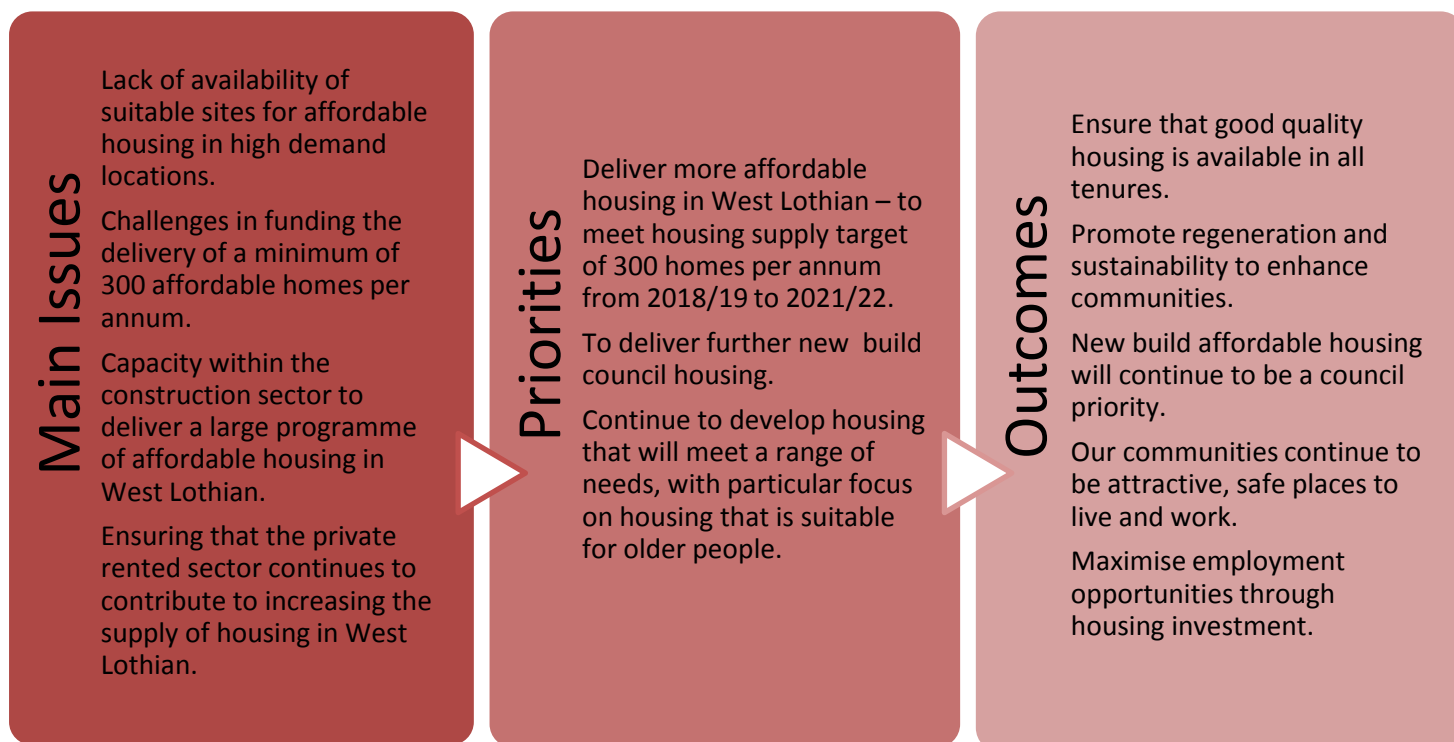 Main Issues
Lack of availability of
suitable sites for affordable
housing in high demand
locations.
Challenges in funding the
delivery of a minimum of
300 affordable homes per
annum.
Capacity within the
construction sector to
deliver a large programme
of affordable housing in
West Lothian.
Ensuring that the private
rented sector continues to
contribute to increasing the
supply of housing in West
Lothian.
Priorities
Deliver more affordable
housing in West Lothian – to
meet housing supply target
of 300 homes per annum
from 2018/19 to 2021/22.
To deliver further new  build
council housing.
Continue to develop housing
that will meet a range of
needs, with particular focus
on housing that is suitable
for older people.
Outcomes
Ensure that good quality
housing is available in all
tenures.
Promote regeneration and
sustainability to enhance
communities.
New build affordable housing
will continue to be a council
priority.
Our communities continue to
be attractive, safe places to
live and work.
Maximise employment
opportunities through
housing investment.